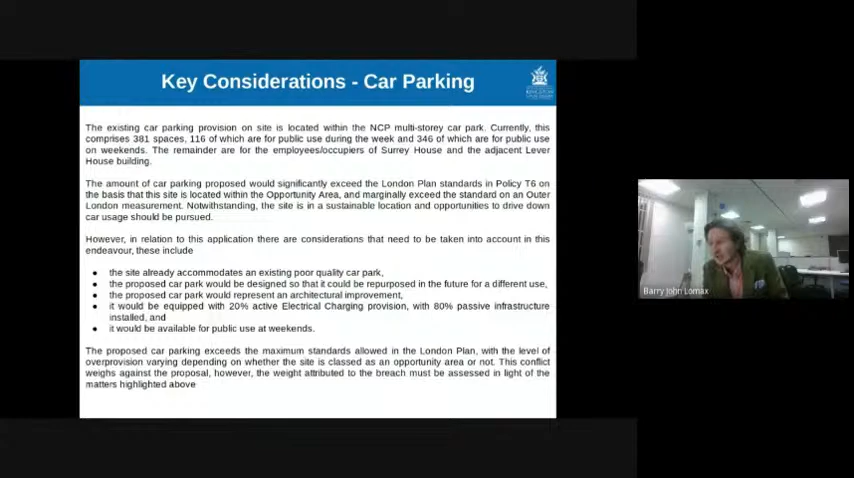 Key Considerations - Car Parking
The existing car parking provision on site is located within the NCP multi-storey car park. Currently, this
comprises 381 spaces, 116 of which are for public use during the week and 346 of which are for public use
on weekends. The remainder are for the employees/occupiers of Surrey House and the adjacent Lever
House building.
The amount of car parking proposed would significantly exceed the London Plan standards in Policy T6 on
the basis that this site is located within the Opportunity Area, and marginally exceed the standard on an Outer
London measurement. Notwithstanding, the site is in a sustainable location and opportunities to drive down
car usage should be pursued.
However, in relation to this application there are considerations that need to be taken into account in this
endeavour, these include
● the site already accommodates an existing poor quality car park,
● the proposed car park would be designed so that it could be repurposed in the future for a different use,
● the proposed car park would represent an architectural improvement,
● it would be equipped with 20% active Electrical Charging provision, with 80% passive infrastructure
installed, and
● it would be available for public use at weekends.
The proposed car parking exceeds the maximum standards allowed in the London Plan, with the level of
overprovision varying depending on whether the site is classed as an opportunity area or not. This conflict
weighs against the proposal, however, the weight attributed to the breach must be assessed in light of the
matters highlighted above
Barry John Lomax